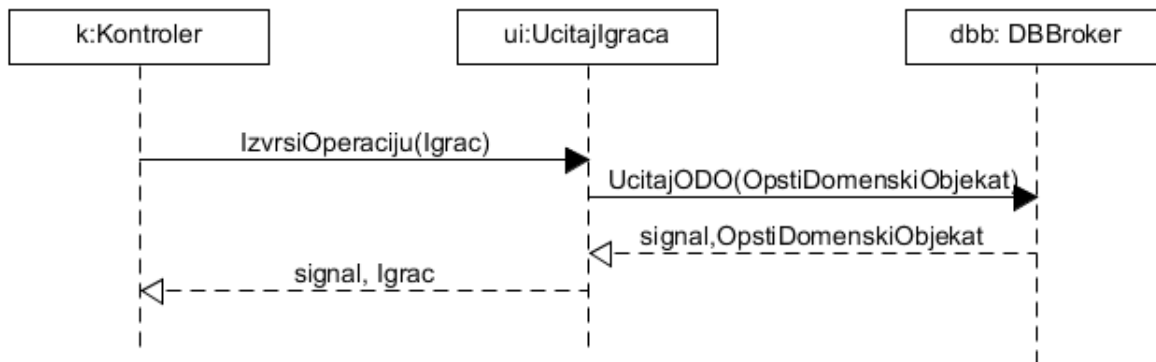 k:Kontroler
ui:UcitajIgraca
dbb: DBBroker
IzvrsiOperaciju(Igrac)
UcitajODO(OpstiDomenskiObjekat)
signal,OpstiDomenskiObjekat
signal, Igrac